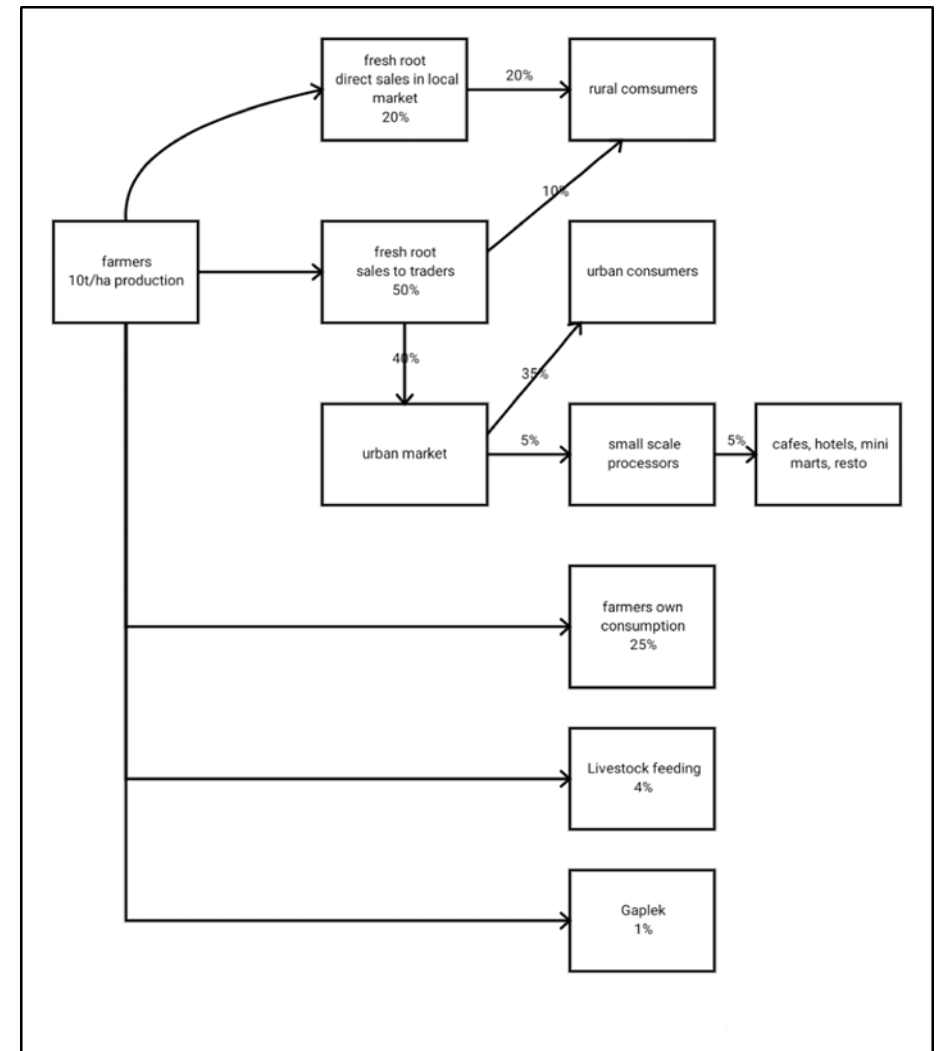 fresh root
direct sales in local
market
20%
20%
rural comsumers
10%
farmers
10t/ha production
fresh root
sales to traders
50%
urban consumers
40%
35%
urban market
5%
small scale
processors
5%
cafes, hotels, mini
marts, resto
farmers own
consumption
25%
Livestock feeding
4%
Gaplek
1%